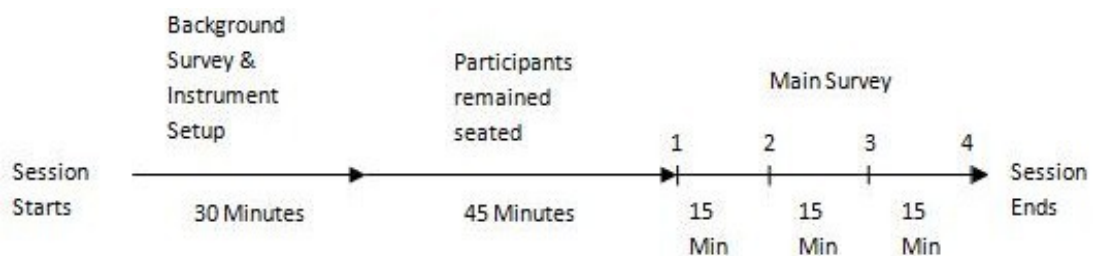 Background
Survey &
Instrument
Setup
Participants
remained
seated
Main Survey
1 2 3 4
Session
Starts
Session
Ends
30 Minutes
45 Minutes
15
Min
15
Min
15
Min